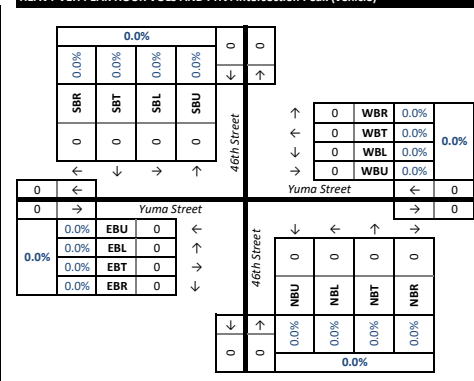 0.0%
0.0% 0.0% 0.0% 0.0%
SBR SBT SBL SBU
0 0 0 0
← ↓ → ↑
0 0
↓ ↑
46th Street
↑ 0 WBR 0.0%
← 0 WBT 0.0%
↓ 0 WBL 0.0%
→ 0 WBU 0.0%
0.0%
0 ←
Yuma Street
← 0
0 →
Yuma Street
→ 0
0.0%
0.0% EBU 0 ←
0.0% EBL 0 ↑
0.0% EBT 0 →
0.0% EBR 0 ↓
46th Street
↓ ← ↑ →
0 0 0 0
NBU NBL NBT NBR
0.0% 0.0% 0.0% 0.0%
0.0%
↓ ↑
0 0